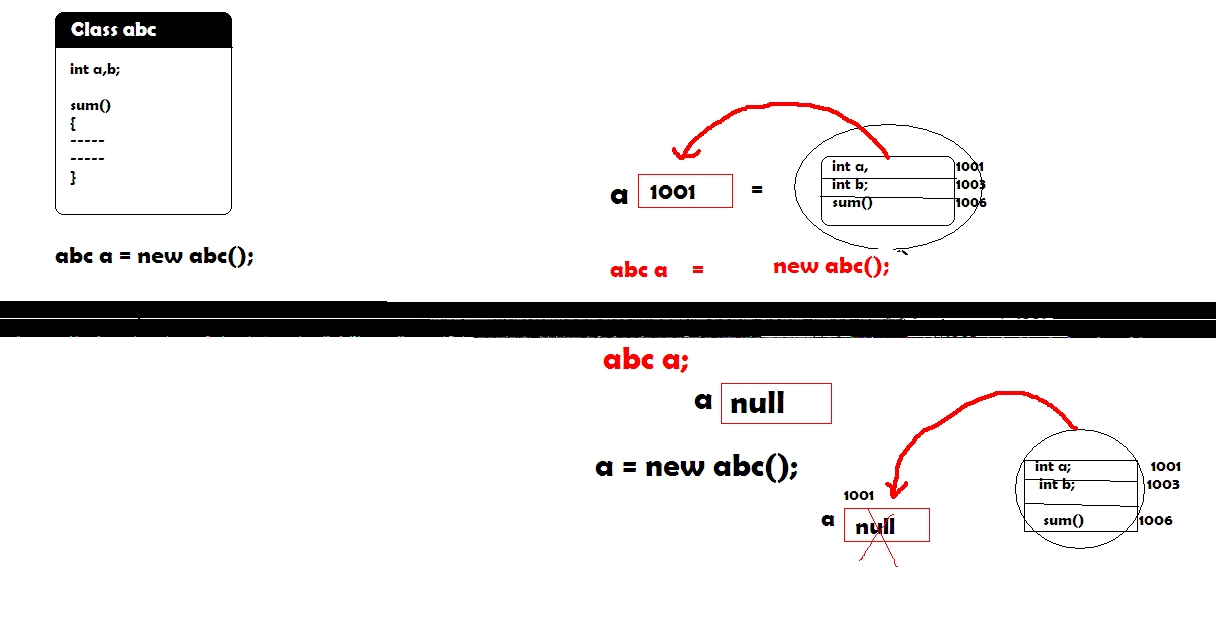 Class abc
int a,b;
sum()
{
-----
-----
}
abc a = new abc();
a 1001 =
int a, 1001
int b; 1003
sum() 1006
abc a = new abc();
abc a;
a null
a = new abc();
1001
a null
int a; 1001
int b; 1003
sum() 1006